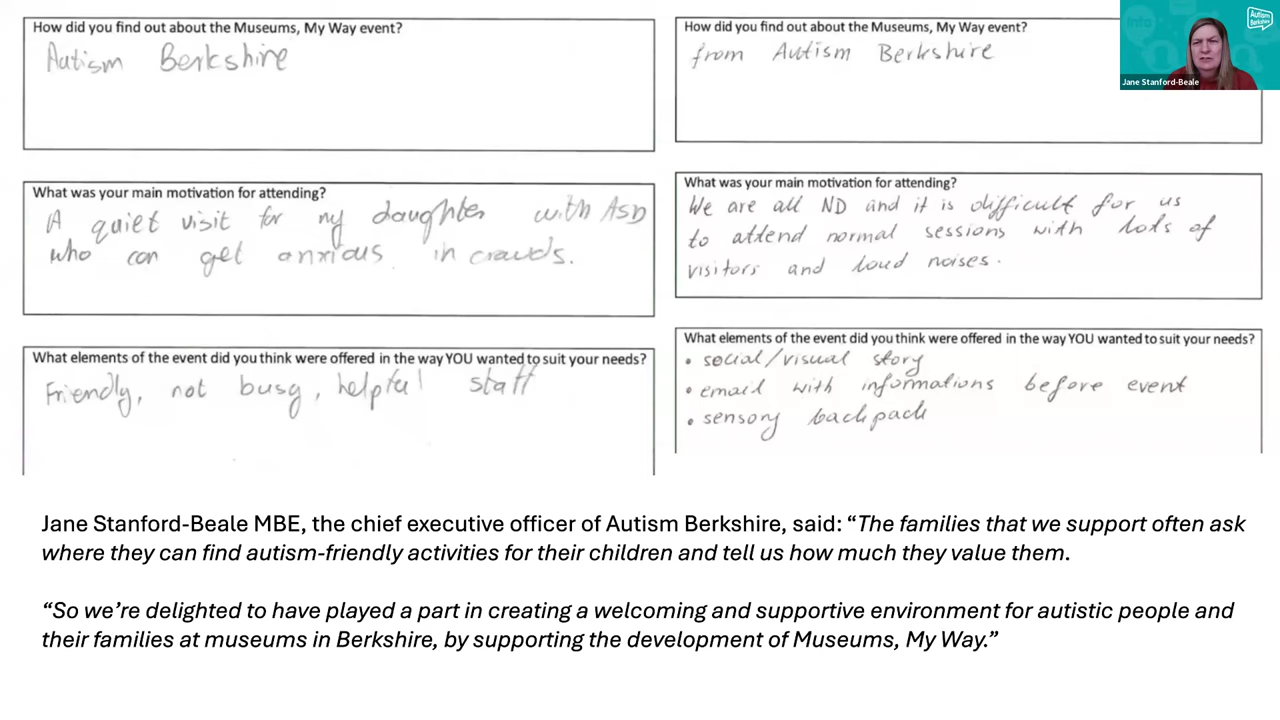 How did you find out about the Museums, My Way event?
Autism Berkshire
What was your main motivation for attending?
A quiet visit for my daughter with ASD
who can get anxious in crowds.
What elements of the event did you think were offered in the way YOU wanted to suit your needs?
Friendly, not busy, helpful staff
How did you find out about the Museums, My Way event?
from Autism Berkshire
What was your main motivation for attending?
We are all ND and it is difficult for us
to attend normal sessions with lots of
visitors and loud noises.
What elements of the event did you think were offered in the way YOU wanted to suit your needs?
• social/visual story
• email with informations before event
• sensory backpack
Autism
Berkshire
Jane Stanford-Beale
Jane Stanford-Beale MBE, the chief executive officer of Autism Berkshire, said: “The families that we support often ask
where they can find autism-friendly activities for their children and tell us how much they value them.
“So we’re delighted to have played a part in creating a welcoming and supportive environment for autistic people and
their families at museums in Berkshire, by supporting the development of Museums, My Way.”